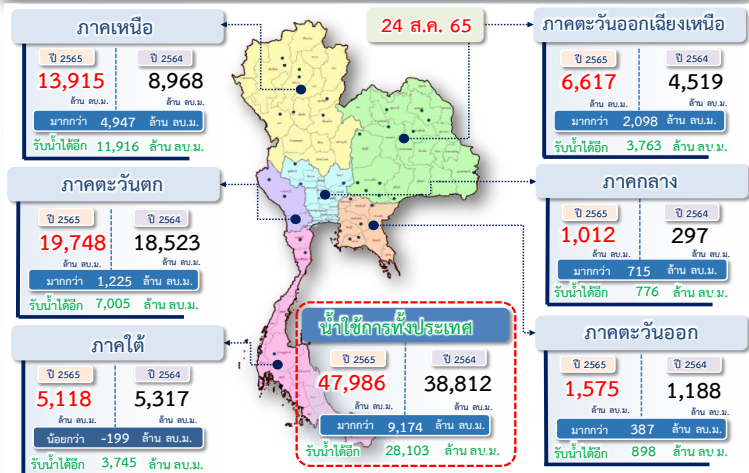 24 ส.ค. 65
ภาคเหนือ
ปี 2565 ปี 2564
13,915 8,968
ล้าน ลบ.ม. ล้าน ลบ.ม.
มากกว่า 4,947 ล้าน ลบ.ม.
รับน้ำได้อีก 11,916 ล้าน ลบ.ม.
ภาคตะวันออกเฉียงเหนือ
ปี 2565 ปี 2564
6,617 4,519
ล้าน ลบ.ม. ล้าน ลบ.ม.
มากกว่า 2,098 ล้าน ลบ.ม.
รับน้ำได้อีก 3,763 ล้าน ลบ.ม.
ภาคตะวันตก
ปี 2565 ปี 2564
19,748 18,523
ล้าน ลบ.ม. ล้าน ลบ.ม.
มากกว่า 1,225 ล้าน ลบ.ม.
รับน้ำได้อีก 7,005 ล้าน ลบ.ม.
ภาคกลาง
ปี 2565 ปี 2564
1,012 297
ล้าน ลบ.ม. ล้าน ลบ.ม.
มากกว่า 715 ล้าน ลบ.ม.
รับน้ำได้อีก 776 ล้าน ลบ.ม.
ภาคใต้
ปี 2565 ปี 2564
5,118 5,317
ล้าน ลบ.ม. ล้าน ลบ.ม.
น้อยกว่า -199 ล้าน ลบ.ม.
รับน้ำได้อีก 3,745 ล้าน ลบ.ม.
น้ำใช้การทั้งประเทศ
ปี 2565 ปี 2564
47,986 38,812
ล้าน ลบ.ม. ล้าน ลบ.ม.
มากกว่า 9,174 ล้าน ลบ.ม.
รับน้ำได้อีก 28,103 ล้าน ลบ.ม.
ภาคตะวันออก
ปี 2565 ปี 2564
1,575 1,188
ล้าน ลบ.ม. ล้าน ลบ.ม.
มากกว่า 387 ล้าน ลบ.ม.
รับน้ำได้อีก 898 ล้าน ลบ.ม.